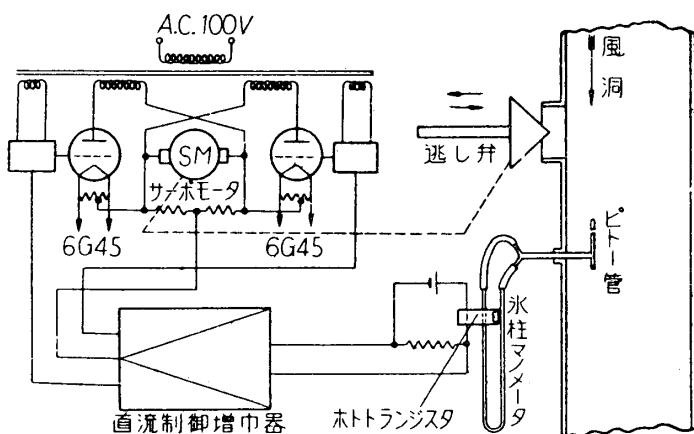 A.C. 100V
風洞
逃し弁
SM
サーボモータ
6G45
6G45
ピトー管
氷柱マノメータ
ホトトランジスタ
直流制御増巾器